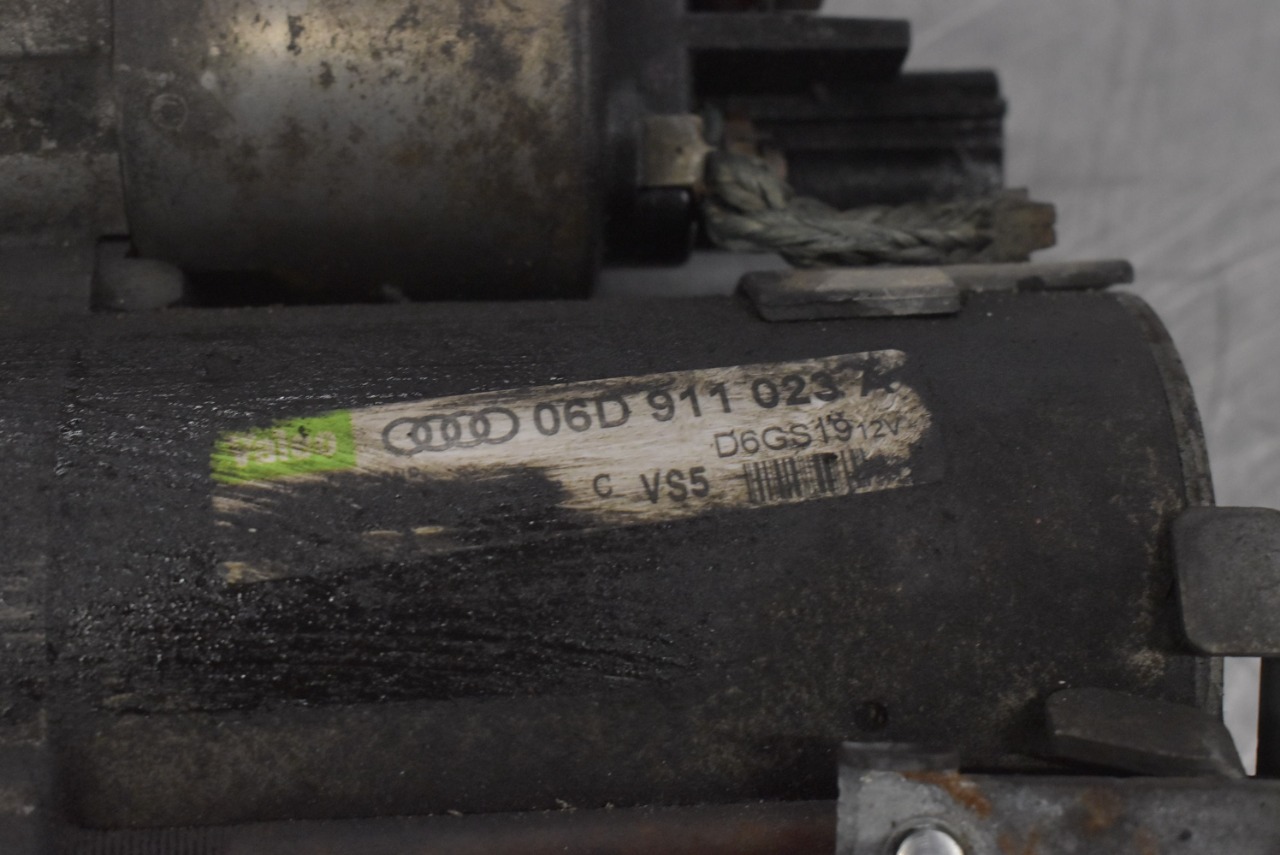 Valeo 06D 911 023 A
D6GS19 12V
C VS5